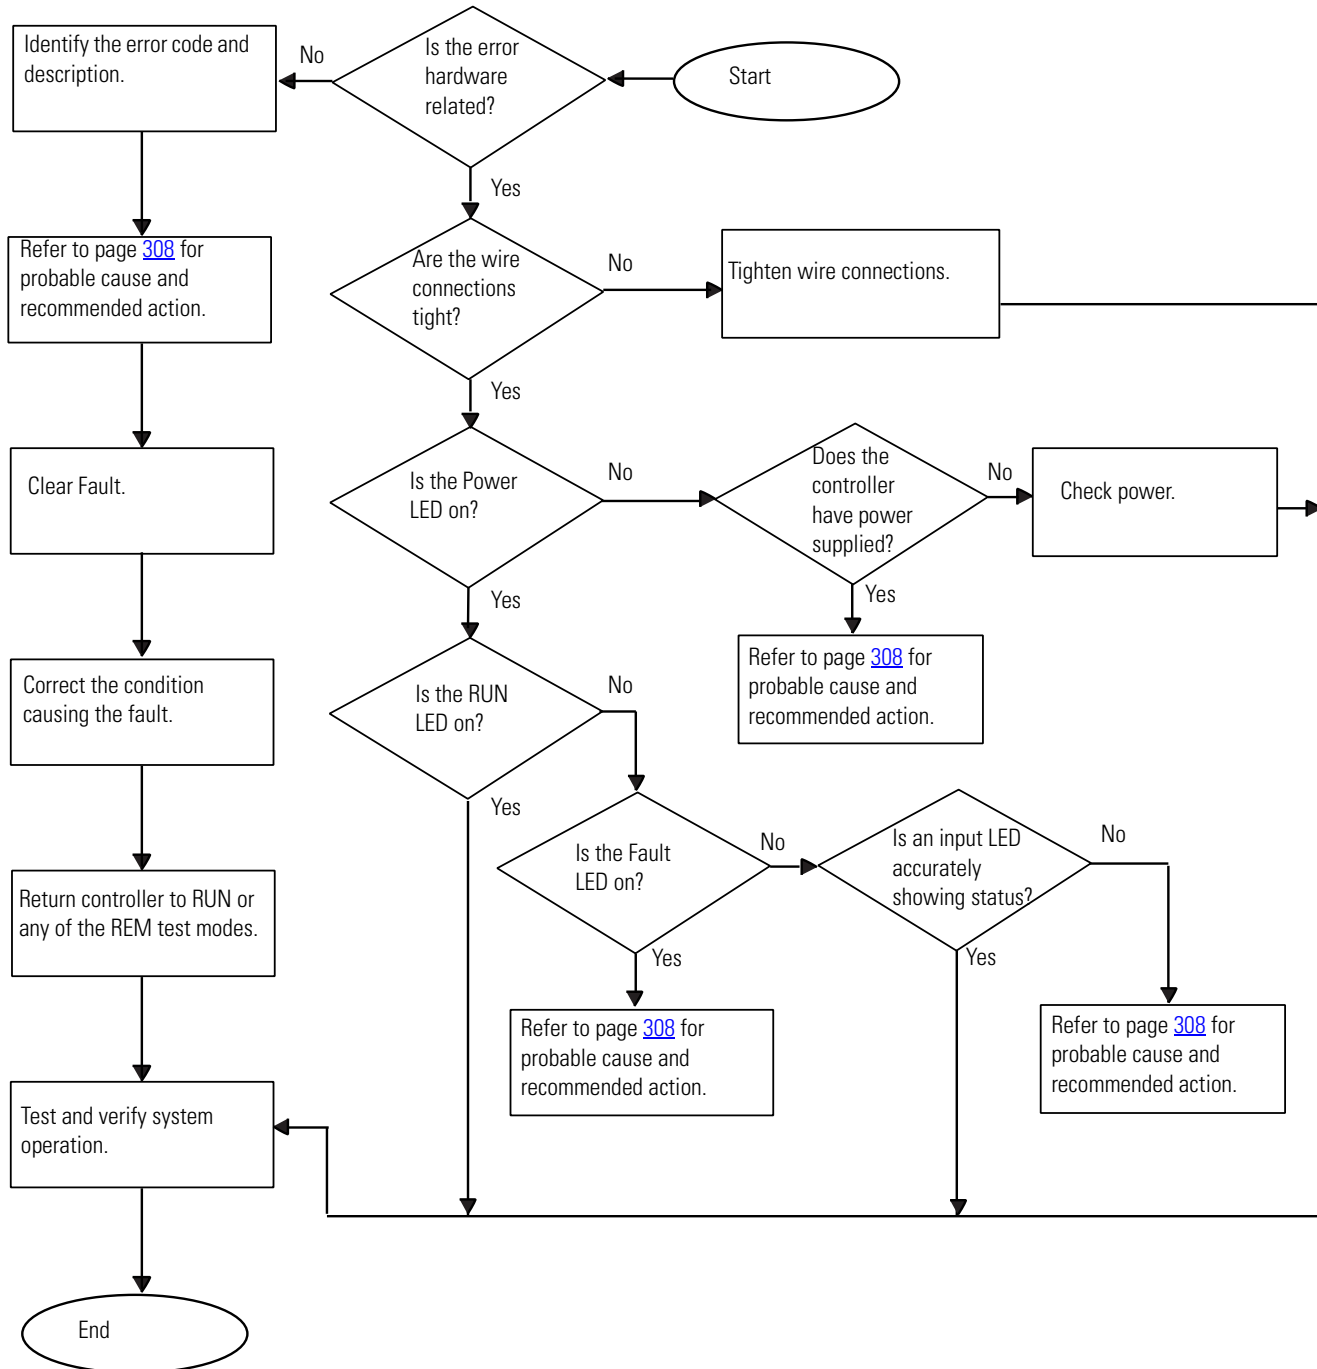 Start
Is the error
hardware
related?
No
Identify the error code and
description.
Yes
Refer to page 308 for
probable cause and
recommended action.
Are the wire
connections
tight?
No
Tighten wire connections.
Yes
Clear Fault.
Is the Power
LED on?
No
Does the
controller
have power
supplied?
No
Check power.
Yes
Yes
Refer to page 308 for
probable cause and
recommended action.
Correct the condition
causing the fault.
Is the RUN
LED on?
No
Yes
Return controller to RUN or
any of the REM test modes.
Is the Fault
LED on?
No
Is an input LED
accurately
showing status?
No
Yes
Yes
Refer to page 308 for
probable cause and
recommended action.
Refer to page 308 for
probable cause and
recommended action.
Test and verify system
operation.
End